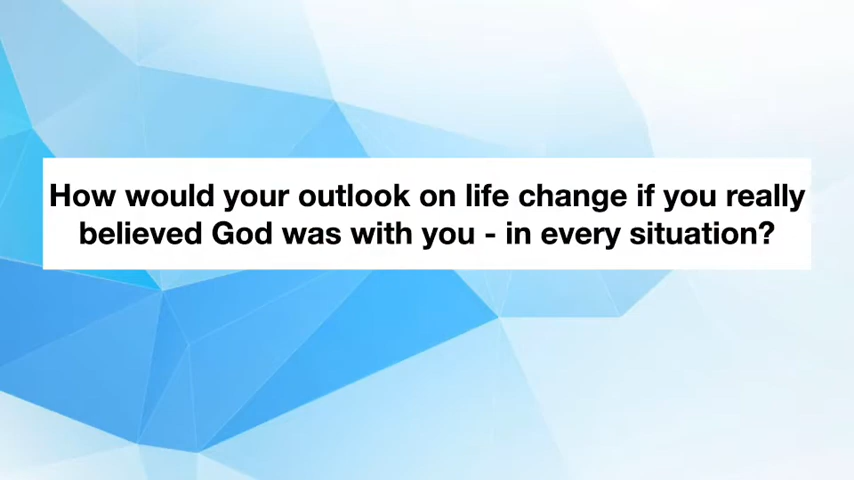 How would your outlook on life change if you really
believed God was with you - in every situation?